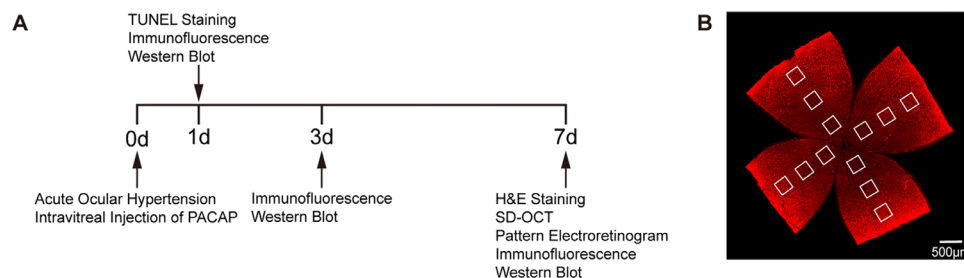 A
TUNEL Staining
Immunofluorescence
Western Blot
0d
1d
3d
7d
Acute Ocular Hypertension
Intravitreal Injection of PACAP
Immunofluorescence
Western Blot
H&E Staining
SD-OCT
Pattern Electroretinogram
Immunofluorescence
Western Blot
B
500μm